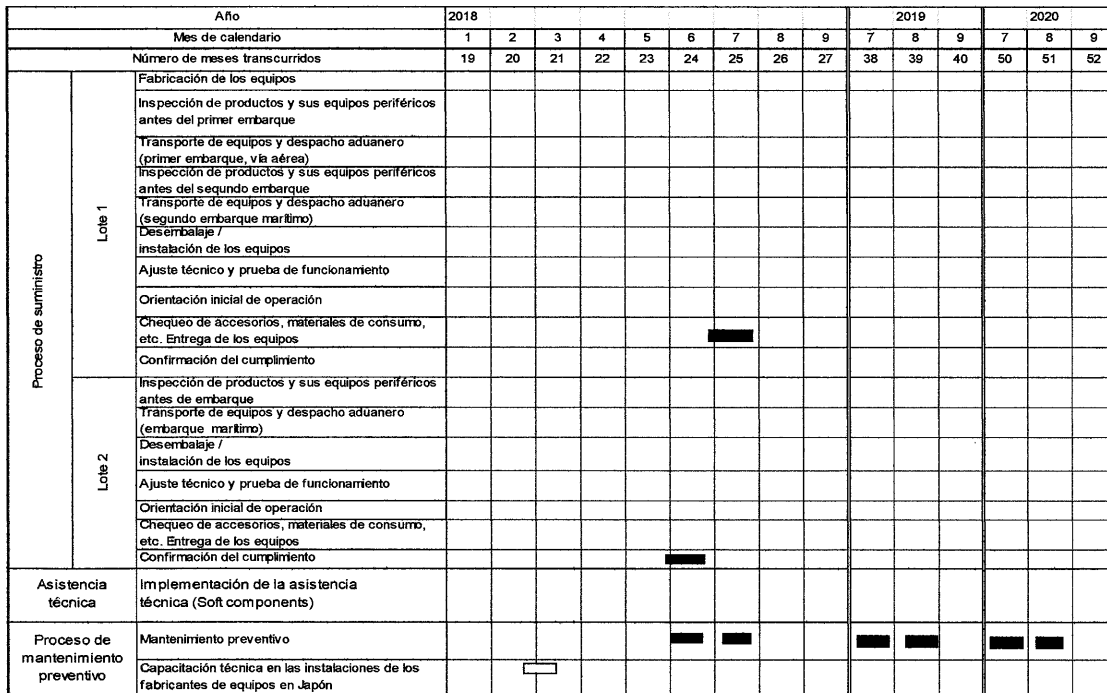 Año 2018 2019 2020
Mes de calendario 1 2 3 4 5 6 7 8 9 7 8 9 7 8 9
Número de meses transcurridos 19 20 21 22 23 24 25 26 27 38 39 40 50 51 52
Proceso de suministro
Lote 1
Fabricación de los equipos
Inspección de productos y sus equipos periféricos
antes del primer embarque
Transporte de equipos y despacho aduanero
(primer embarque, vía aérea)
Inspección de productos y sus equipos periféricos
antes del segundo embarque
Transporte de equipos y despacho aduanero
(segundo embarque marítimo)
Desembalaje /
instalación de los equipos
Ajuste técnico y prueba de funcionamiento
Orientación inicial de operación
Chequeo de accesorios, materiales de consumo,
etc. Entrega de los equipos
Confirmación del cumplimiento
Lote 2
Inspección de productos y sus equipos periféricos
antes de embarque
Transporte de equipos y despacho aduanero
(embarque marítimo)
Desembalaje /
instalación de los equipos
Ajuste técnico y prueba de funcionamiento
Orientación inicial de operación
Chequeo de accesorios, materiales de consumo,
etc. Entrega de los equipos
Confirmación del cumplimiento
Asistencia
técnica
Implementación de la asistencia
técnica (Soft components)
Proceso de
mantenimiento
preventivo
Mantenimiento preventivo
Capacitación técnica en las instalaciones de los
fabricantes de equipos en Japón